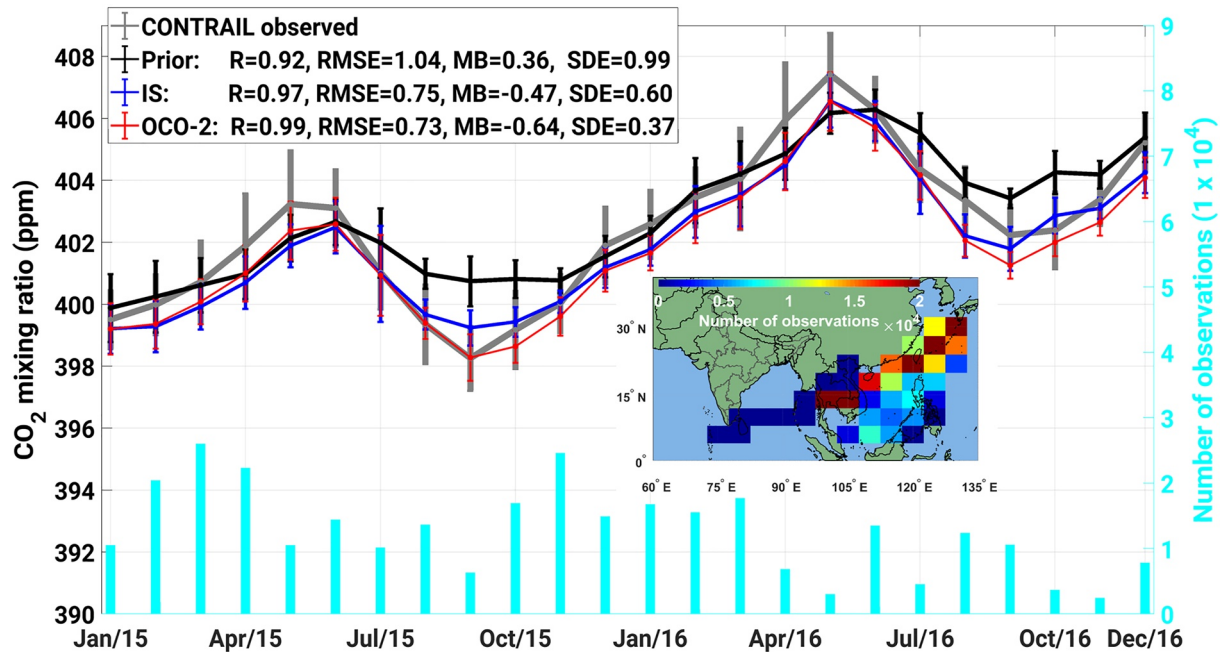 CONTRAIL observed
Prior: R=0.92, RMSE=1.04, MB=0.36, SDE=0.99
IS: R=0.97, RMSE=0.75, MB=-0.47, SDE=0.60
OCO-2: R=0.99, RMSE=0.73, MB=-0.64, SDE=0.37
CO2 mixing ratio (ppm)
408
406
404
402
400
398
396
394
392
390
Jan/15 Apr/15 Jul/15 Oct/15 Jan/16 Apr/16 Jul/16 Oct/16 Dec/16
0 0.5 1 1.5 2
Number of observations ×10⁴
30° N
15° N
0°
60° E 75° E 90° E 105° E 120° E 135° E
9
8
7
6
5
4
3
2
1
0
Number of observations (1 x 10⁴)